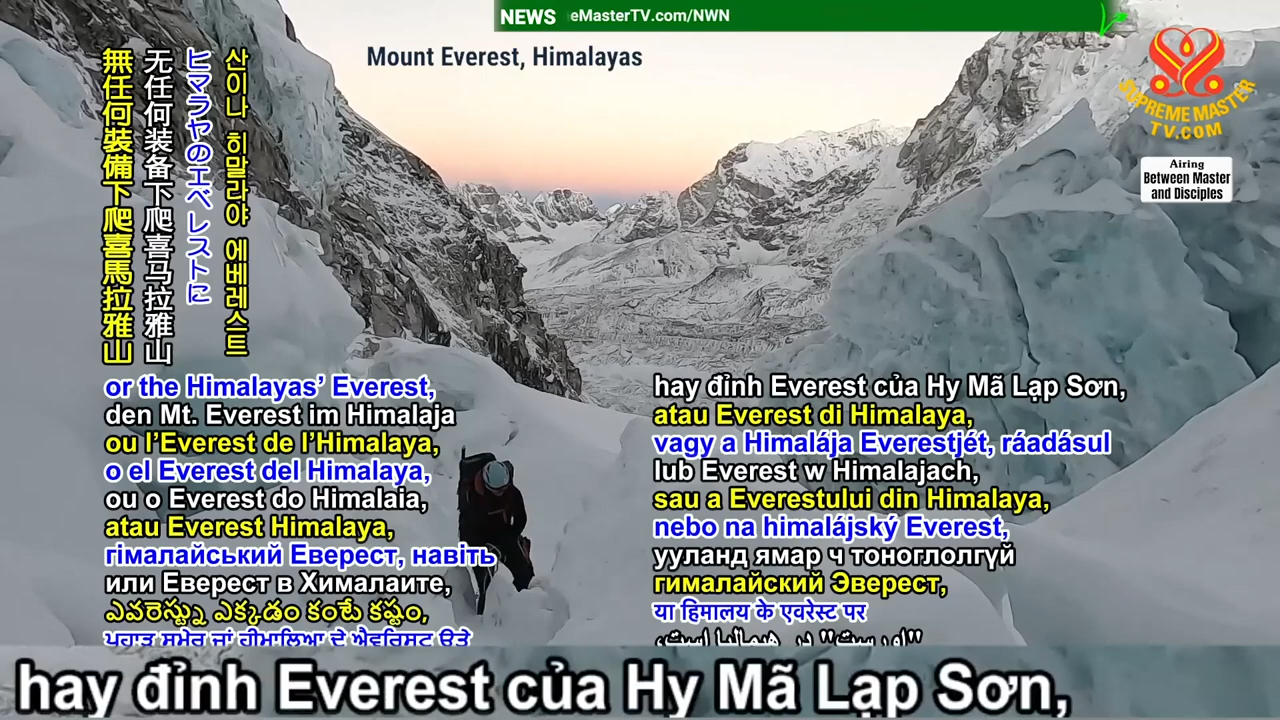 NEWS eMasterTV.com/NWN
Mount Everest, Himalayas
SUPREME MASTER
TV.COM
Airing
Between Master
and Disciples
無任何裝備下爬喜馬拉雅山
无任何装备下爬喜马拉雅山
ヒマラヤのエベレストに
산이나 히말라야 에베레스트
or the Himalayas’ Everest,
den Mt. Everest im Himalaja
ou l’Everest de l’Himalaya,
o el Everest del Himalaya,
ou o Everest do Himalaia,
atau Everest Himalaya,
гімалайський Еверест, навіть
или Еверест в Хималаите,
ఎవరెస్ట్ను ఎక్కడం కంటే కష్టం,
ਪਹਾੜ ਸੁਮੇਰੁ ਜਾਂ ਹੀਮਾਲਿਆ ਦੇ ਐਵਰਿਸਟ ਉਤੇ
hay đỉnh Everest của Hy Mã Lạp Sơn,
atau Everest di Himalaya,
vagy a Himalája Everestjét, ráadásul
lub Everest w Himalajach,
sau a Everestului din Himalaya,
nebo na himalájský Everest,
ууланд ямар ч тоноглолгүй
гималайский Эверест,
या हिमालय के एवरेस्ट पर
hay đỉnh Everest của Hy Mã Lạp Sơn,